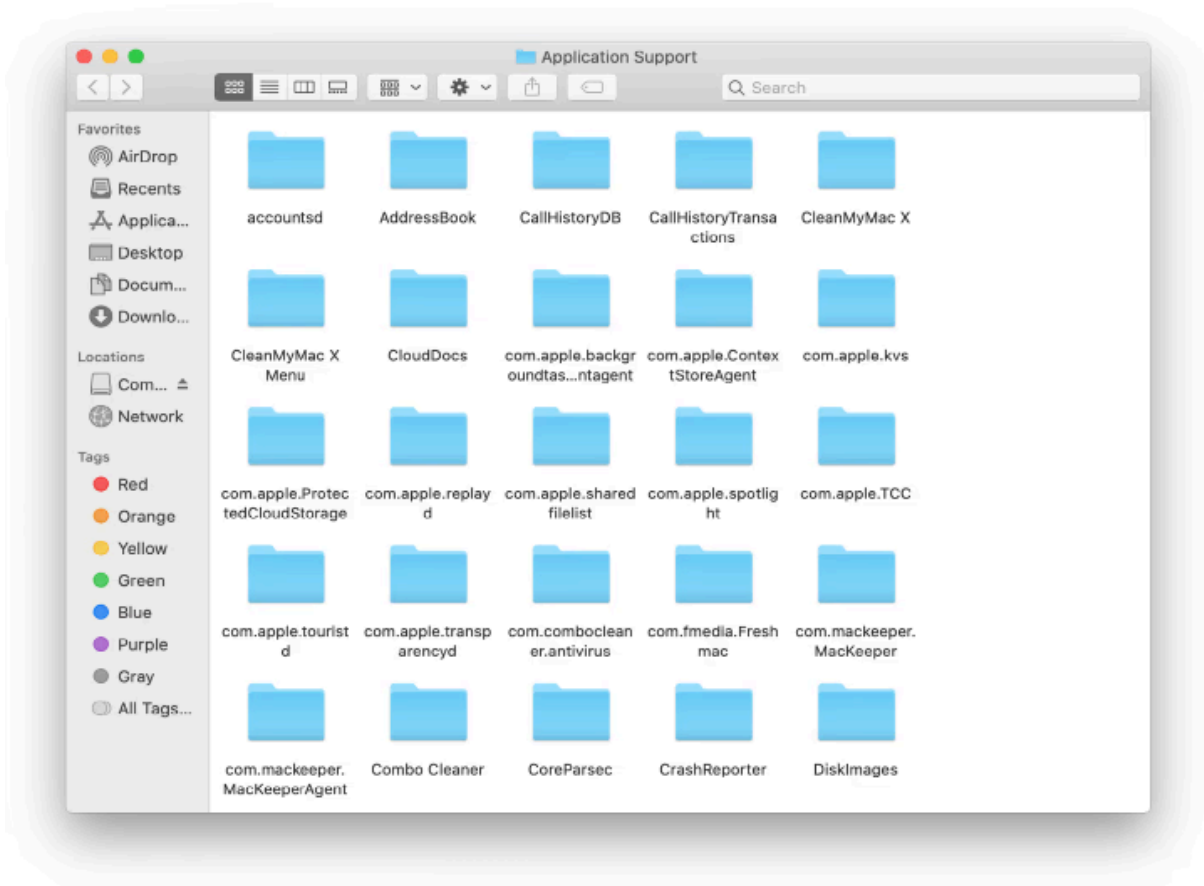 Application Support
Search
Favorites
AirDrop
Recents
Applica...
Desktop
Docum...
Downlo...
Locations
Com...
Network
Tags
Red
Orange
Yellow
Green
Blue
Purple
Gray
All Tags...
accountsd
AddressBook
CallHistoryDB
CallHistoryTransa
ctions
CleanMyMac X
CleanMyMac X
Menu
CloudDocs
com.apple.backgr
oundtas...ntagent
com.apple.Contex
tStoreAgent
com.apple.kvs
com.apple.Protec
tedCloudStorage
com.apple.replay
d
com.apple.shared
filelist
com.apple.spotlig
ht
com.apple.TCC
com.apple.tourist
d
com.apple.transp
arencyd
com.comboclean
er.antivirus
com.fmedia.Fresh
mac
com.mackeeper.
MacKeeper
com.mackeeper.
MacKeeperAgent
Combo Cleaner
CoreParsec
CrashReporter
DiskImages